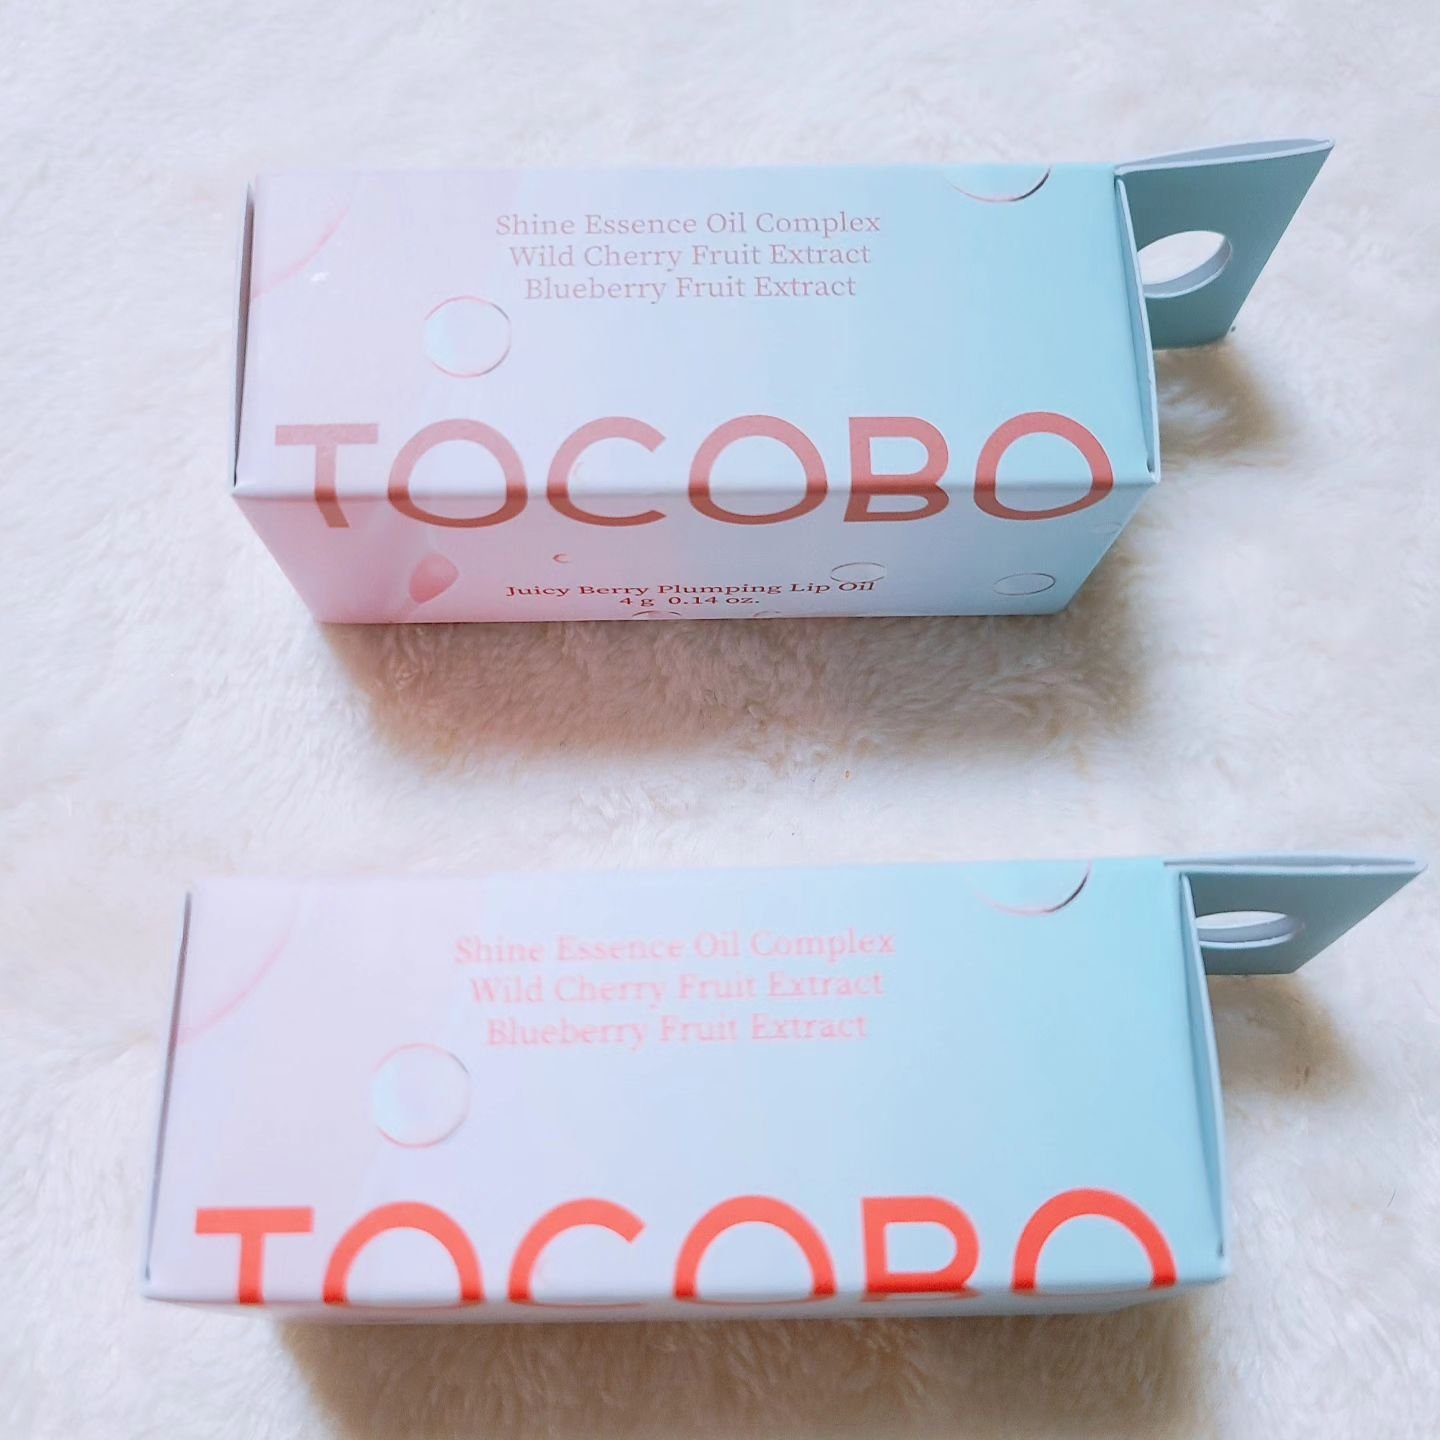 Shine Essence Oil Complex
Wild Cherry Fruit Extract
Blueberry Fruit Extract
TOCOBO
Juicy Berry Plumping Lip Oil
4 g 0.14 oz.
Shine Essence Oil Complex
Wild Cherry Fruit Extract
Blueberry Fruit Extract
TOCOBO